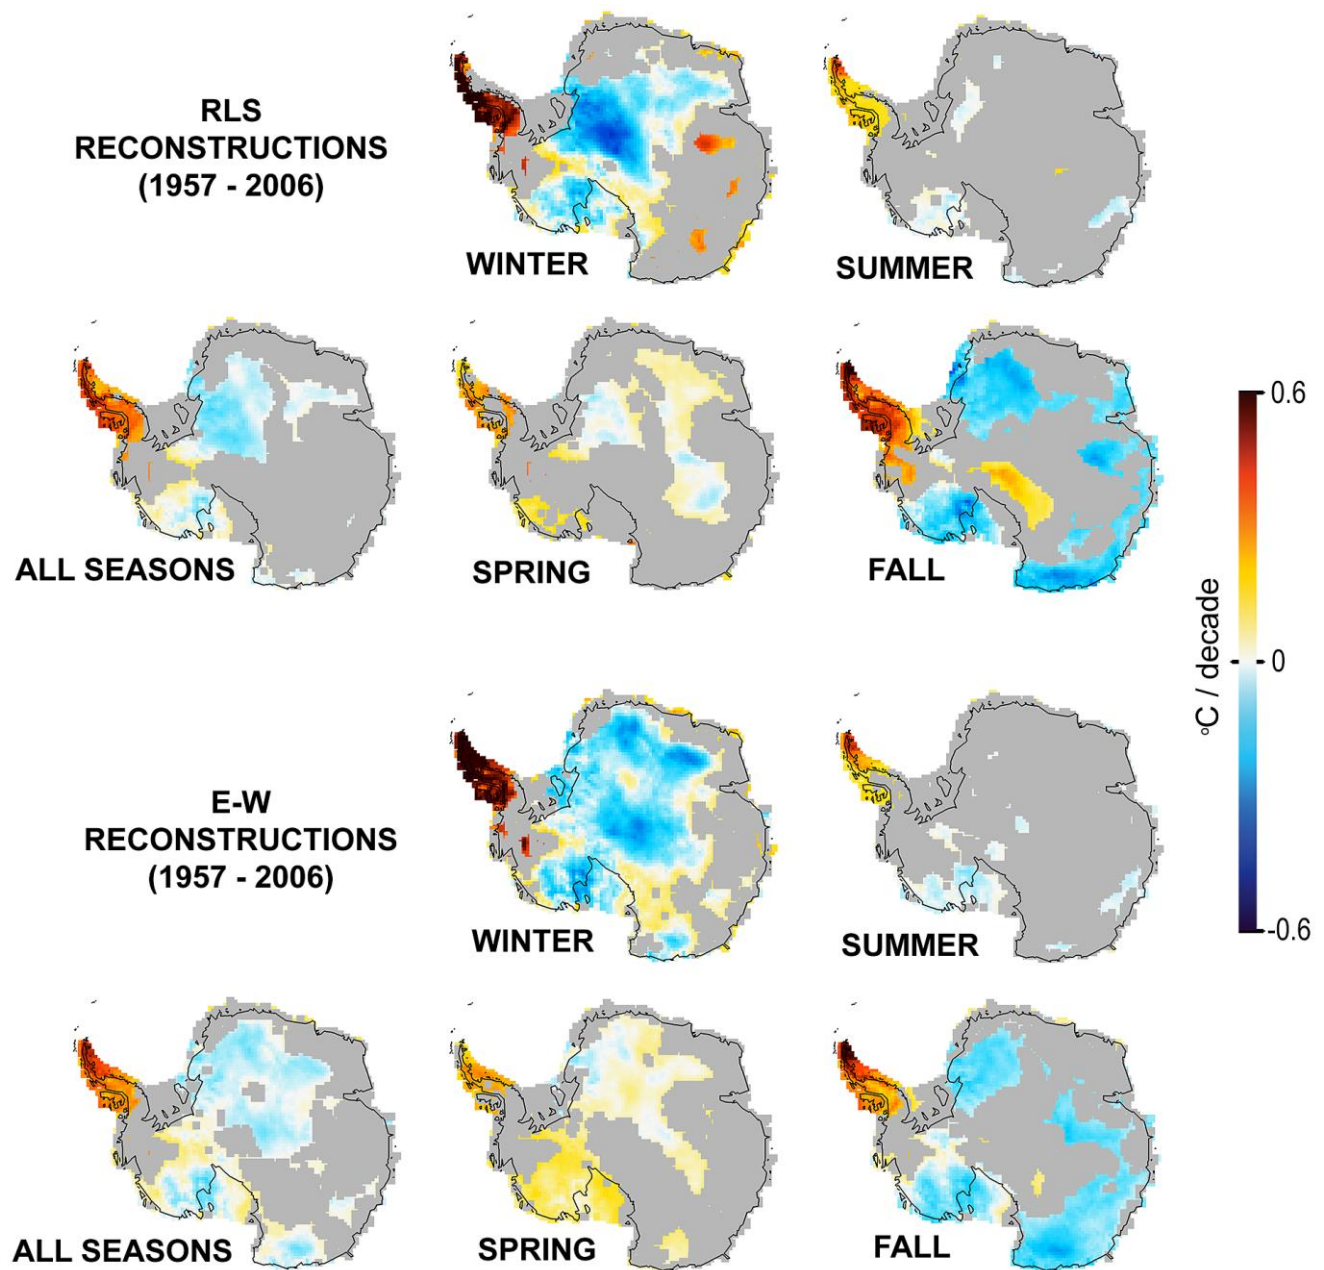 RLS
RECONSTRUCTIONS
(1957 - 2006)
WINTER
SUMMER
ALL SEASONS
SPRING
FALL
0.6
0
-0.6
°C / decade
E-W
RECONSTRUCTIONS
(1957 - 2006)
WINTER
SUMMER
ALL SEASONS
SPRING
FALL